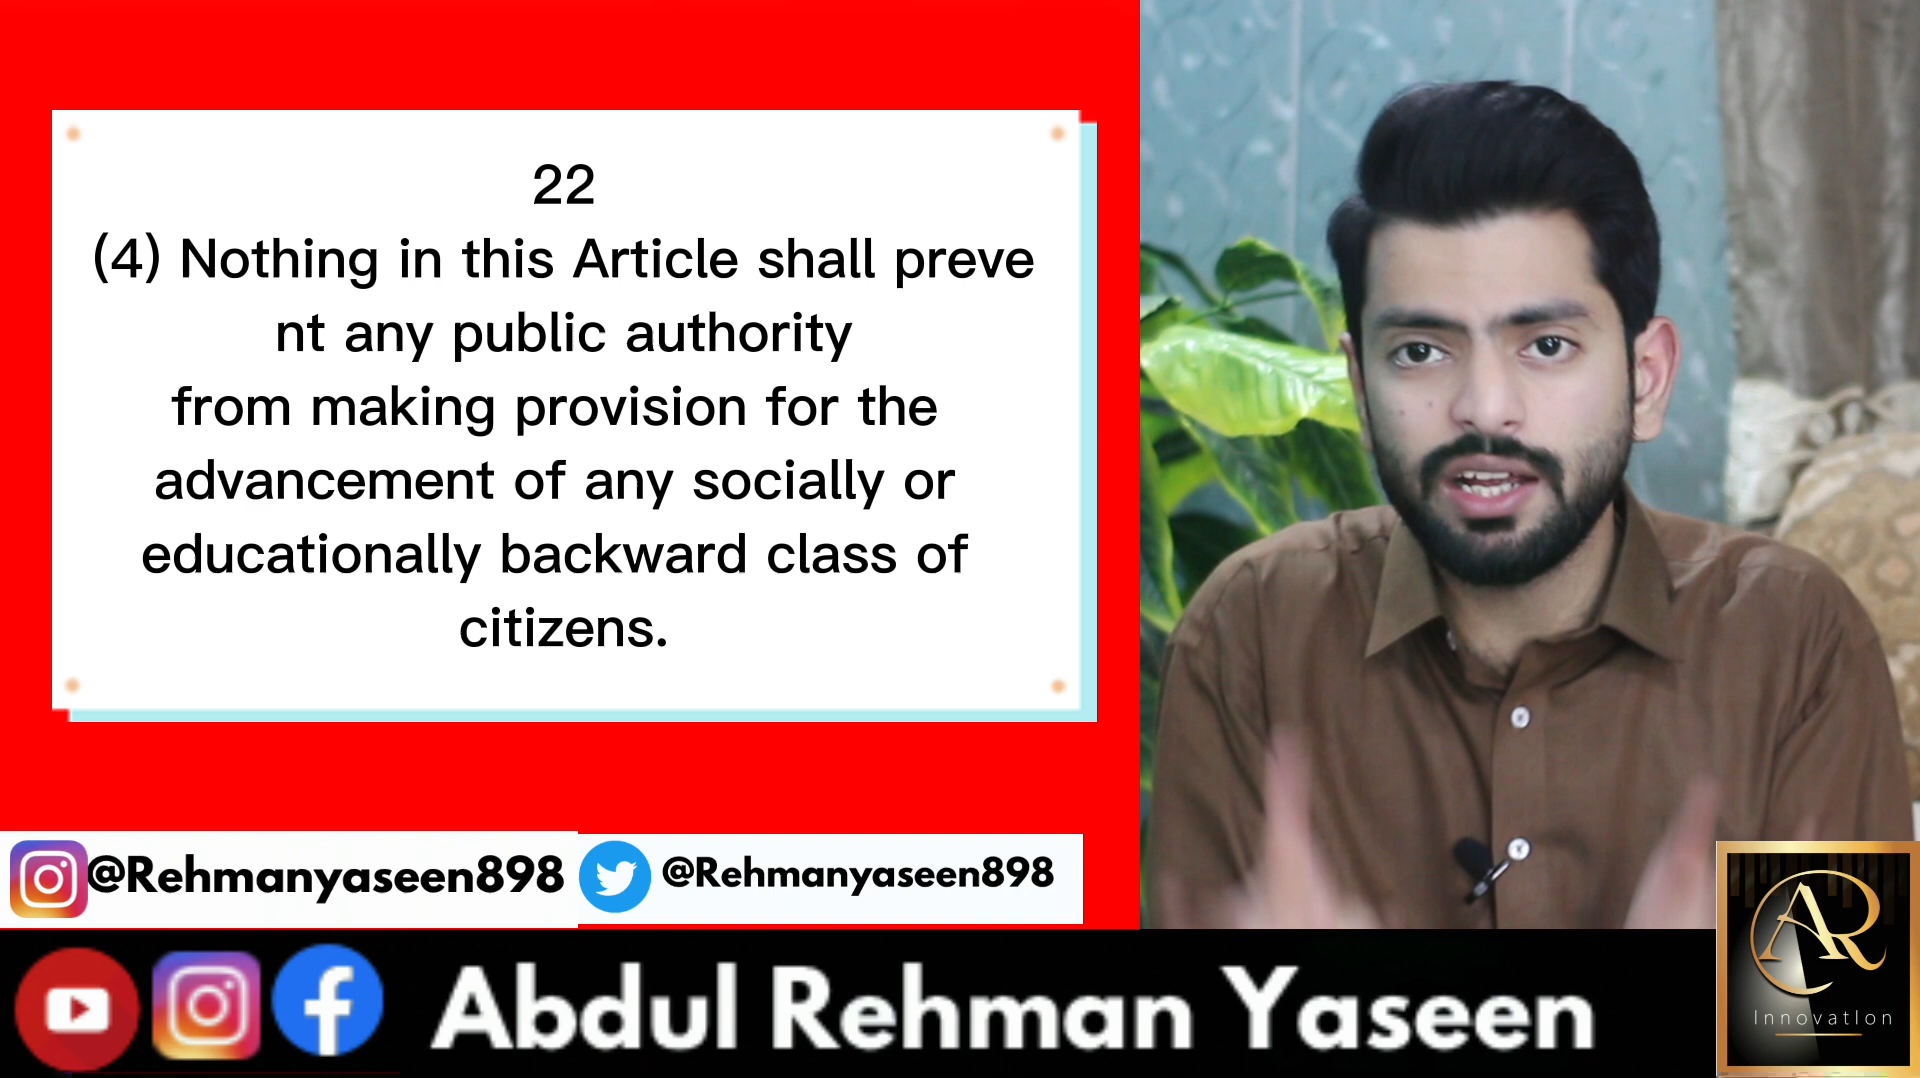 22
(4) Nothing in this Article shall preve
nt any public authority
from making provision for the
advancement of any socially or
educationally backward class of
citizens.
@Rehmanyaseen898
@Rehmanyaseen898
Abdul Rehman Yaseen
AR
InnovatIon